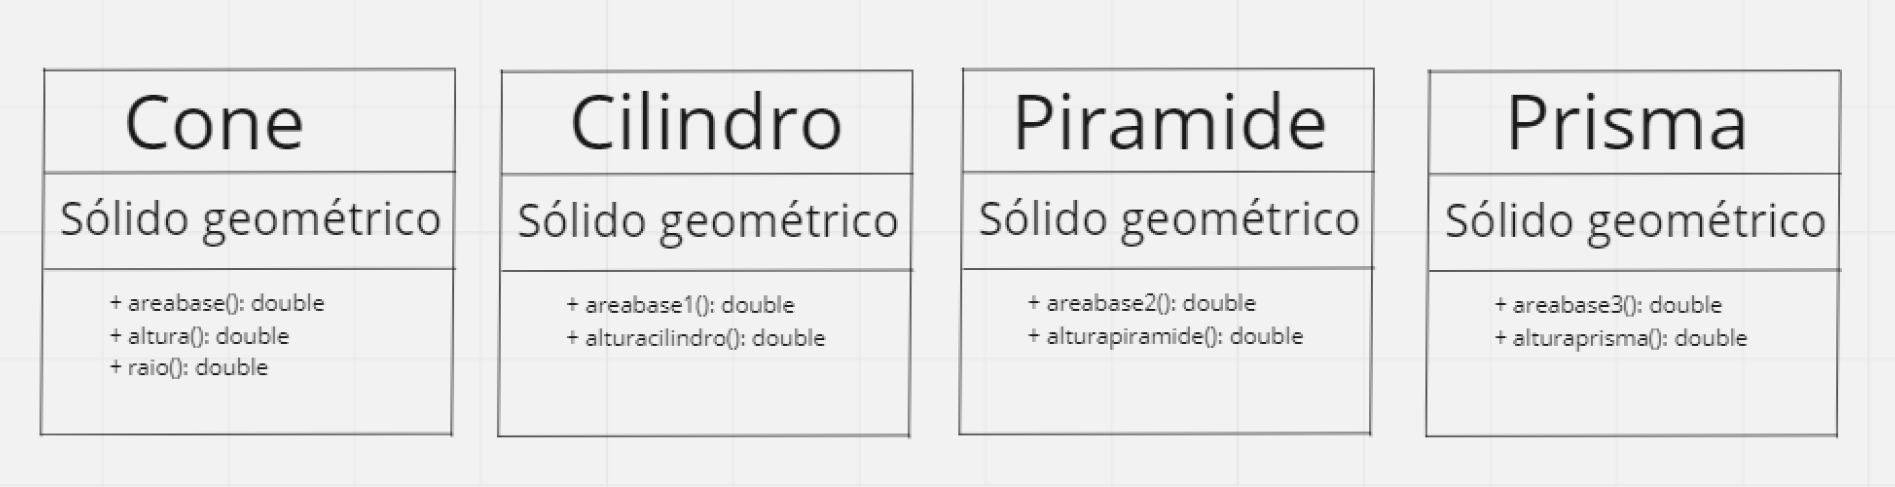 Cone
Sólido geométrico
+ areabase(): double
+ altura(): double
+ raio(): double
Cilindro
Sólido geométrico
+ areabase1(): double
+ alturacilindro(): double
Piramide
Sólido geométrico
+ areabase2(): double
+ alturapiramide(): double
Prisma
Sólido geométrico
+ areabase3(): double
+ alturaprisma(): double